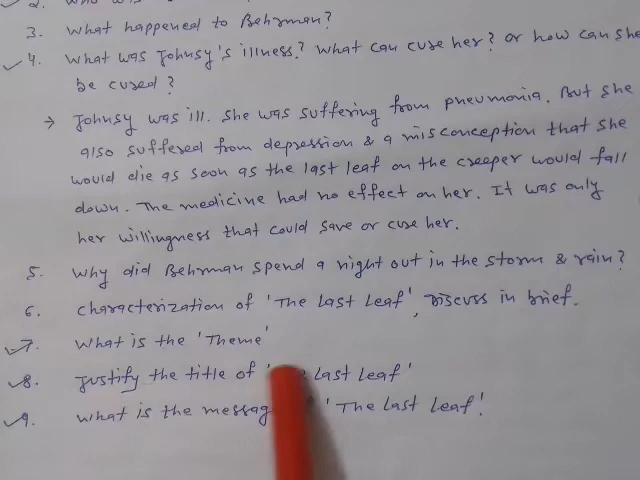 2. Who was
3. What happened to Behrman?
4. What was Johnsy's illness? What can cure her? or how can she
be cured?
→ Johnsy was ill. She was suffering from pneumonia. But she
also suffered from depression & a misconception that she
would die as soon as the last leaf on the creeper would fall
down. The medicine had no effect on her. It was only
her willingness that could save or cure her.
5. Why did Behrman spend a night out in the storm & rain?
6. Characterization of 'The Last Leaf', Discuss in brief.
7. What is the 'Theme'
8. Justify the title of ' Last Leaf'
9. What is the messag 'The Last Leaf'.